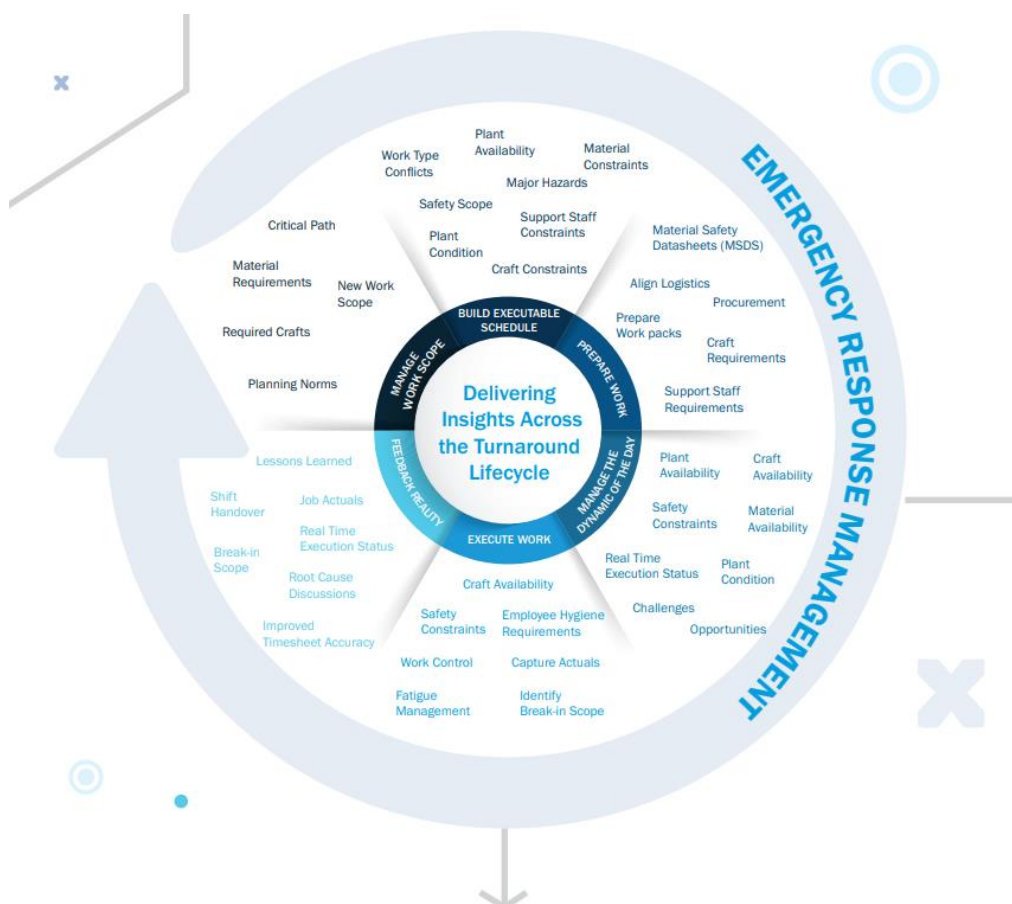 Plant
Availability
Work Type
Conflicts
Material
Constraints
Major Hazards
Safety Scope
Support Staff
Constraints
Plant
Condition
Craft Constraints
Critical Path
Material
Requirements
New Work
Scope
Required Crafts
Planning Norms
Material Safety
Datasheets (MSDS)
Align Logistics
Procurement
Prepare
Work packs
Craft
Requirements
Support Staff
Requirements
EMERGENCY RESPONSE MANAGEMENT
BUILD EXECUTABLE
SCHEDULE
MANAGE
WORK SCOPE
PREPARE WORK
Delivering
Insights Across
the Turnaround
Lifecycle
FEEDBACK REALITY
MANAGE THE
DYNAMIC OF THE DAY
EXECUTE WORK
Plant
Availability
Craft
Availability
Safety
Constraints
Material
Availability
Real Time
Execution Status
Plant
Condition
Challenges
Opportunities
Craft Availability
Safety
Constraints
Employee Hygiene
Requirements
Work Control
Capture Actuals
Fatigue
Management
Identify
Break-in Scope
Lessons Learned
Shift
Handover
Job Actuals
Real Time
Execution Status
Break-in
Scope
Root Cause
Discussions
Improved
Timesheet Accuracy